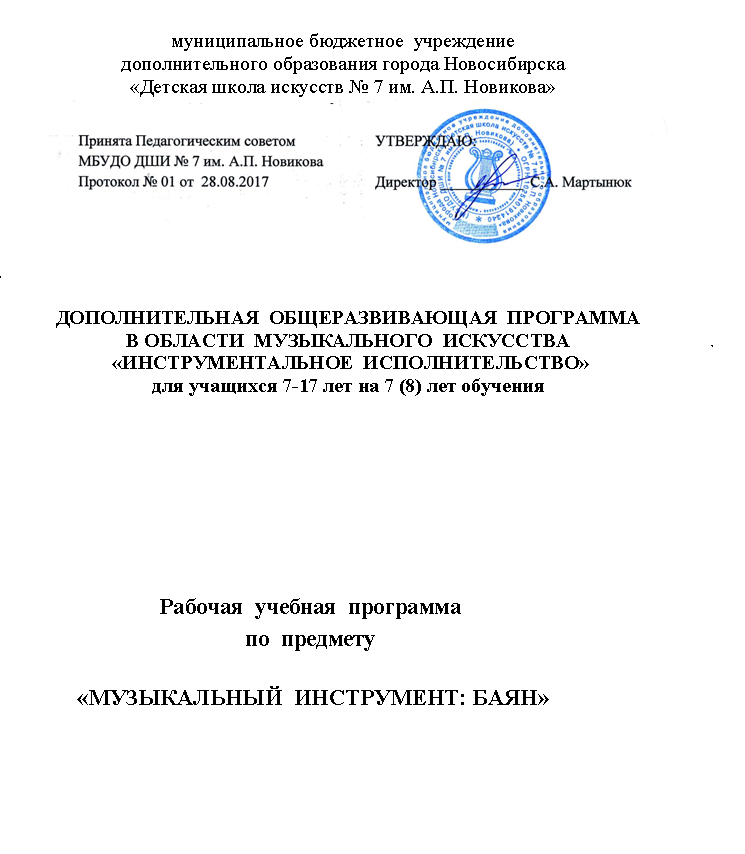 муниципальное бюджетное учреждение
дополнительного образования города Новосибирска
«Детская школа искусств № 7 им. А.П. Новикова»
Принята Педагогическим советом
МБУДО ДШИ № 7 им. А.П. Новикова
Протокол № 01 от 28.08.2017
УТВЕРЖДАЮ:
Директор С.А. Мартынюк
ДОПОЛНИТЕЛЬНАЯ ОБЩЕРАЗВИВАЮЩАЯ ПРОГРАММА
В ОБЛАСТИ МУЗЫКАЛЬНОГО ИСКУССТВА
«ИНСТРУМЕНТАЛЬНОЕ ИСПОЛНИТЕЛЬСТВО»
для учащихся 7-17 лет на 7 (8) лет обучения
Рабочая учебная программа
по предмету
«МУЗЫКАЛЬНЫЙ ИНСТРУМЕНТ: БАЯН»